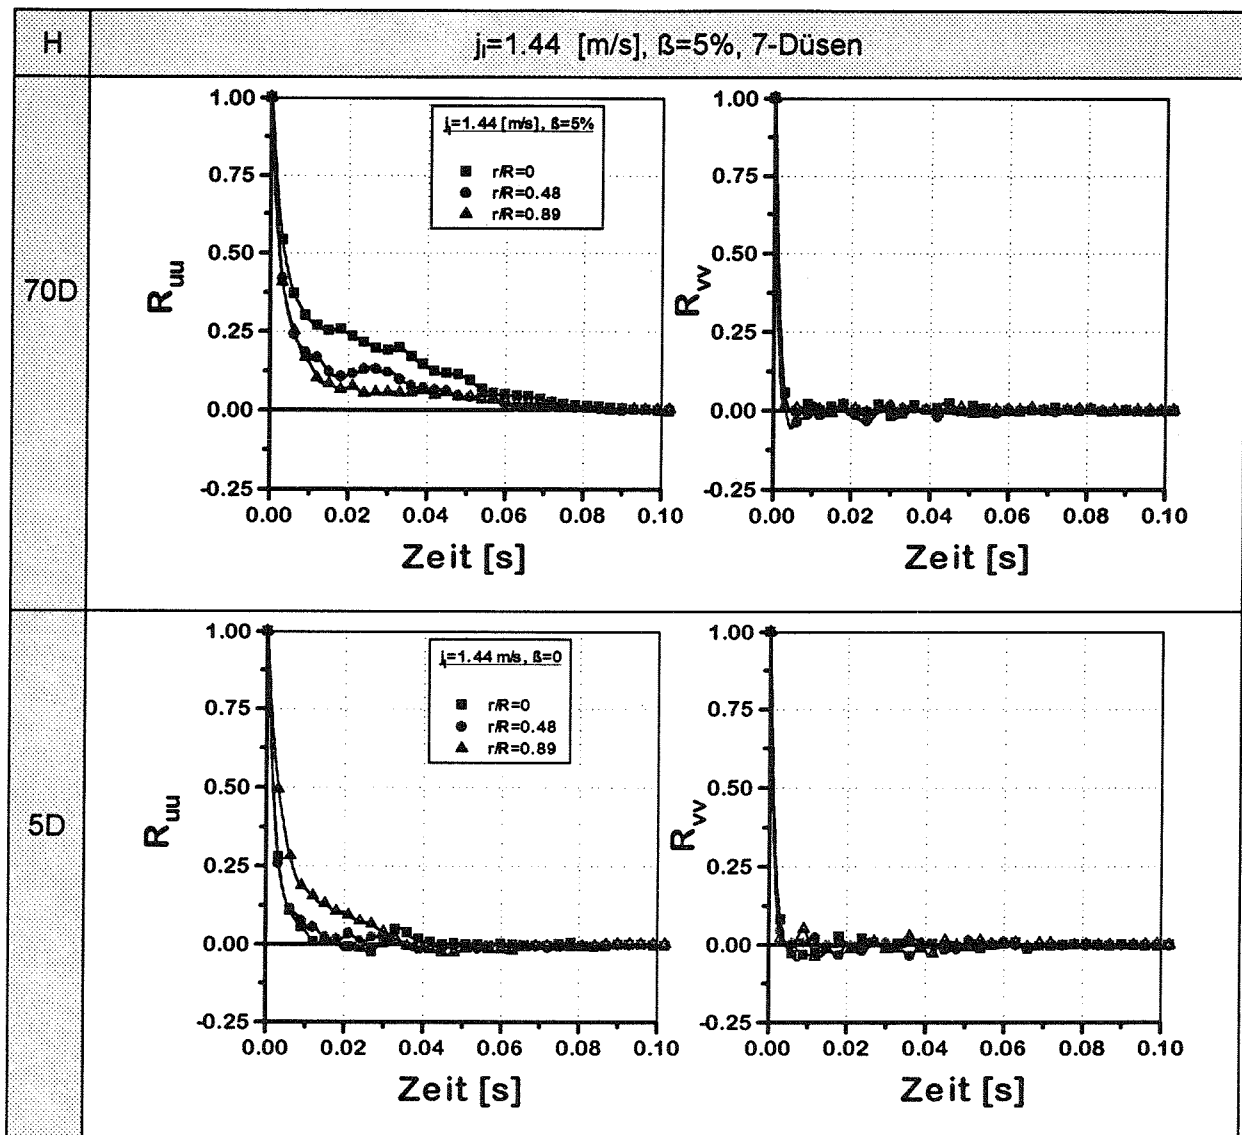 H
jₗ=1.44 [m/s], ß=5%, 7-Düsen
70D
Rᵤᵤ
1.00
0.75
0.50
0.25
0.00
-0.25
jₗ=1.44 [m/s], ß=5%
r/R=0
r/R=0.48
r/R=0.89
0.00 0.02 0.04 0.06 0.08 0.10
Zeit [s]
Rᵥᵥ
1.00
0.75
0.50
0.25
0.00
-0.25
0.00 0.02 0.04 0.06 0.08 0.10
Zeit [s]
5D
Rᵤᵤ
1.00
0.75
0.50
0.25
0.00
-0.25
jₗ=1.44 m/s, ß=0
r/R=0
r/R=0.48
r/R=0.89
0.00 0.02 0.04 0.06 0.08 0.10
Zeit [s]
Rᵥᵥ
1.00
0.75
0.50
0.25
0.00
-0.25
0.00 0.02 0.04 0.06 0.08 0.10
Zeit [s]